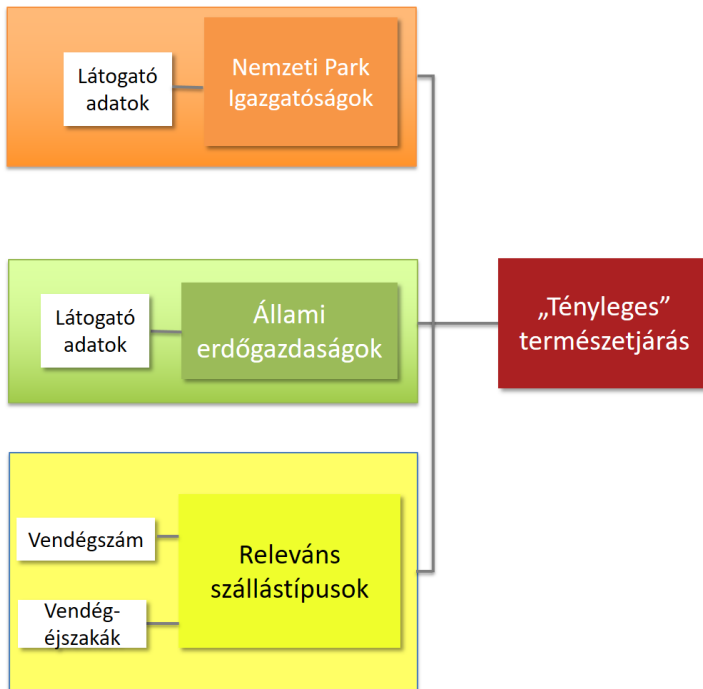 Látogató
adatok
Nemzeti Park
Igazgatóságok
Látogató
adatok
Állami
erdőgazdaságok
„Tényleges”
természetjárás
Vendégszám
Vendég-
éjszakák
Releváns
szállástípusok